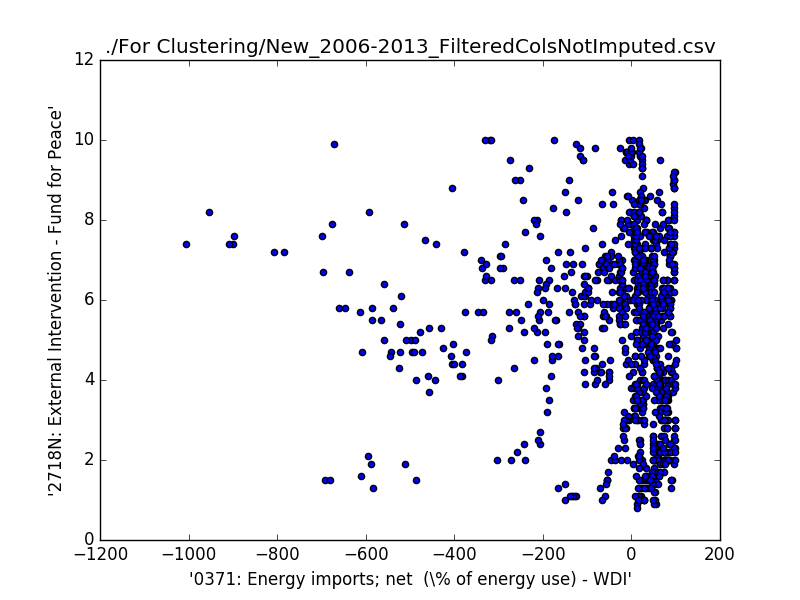 ./For Clustering/New_2006-2013_FilteredColsNotImputed.csv
12
10
8
6
4
2
0
−1200 −1000 −800 −600 −400 −200 0 200
'2718N: External Intervention - Fund for Peace'
'0371: Energy imports; net  (\% of energy use) - WDI'